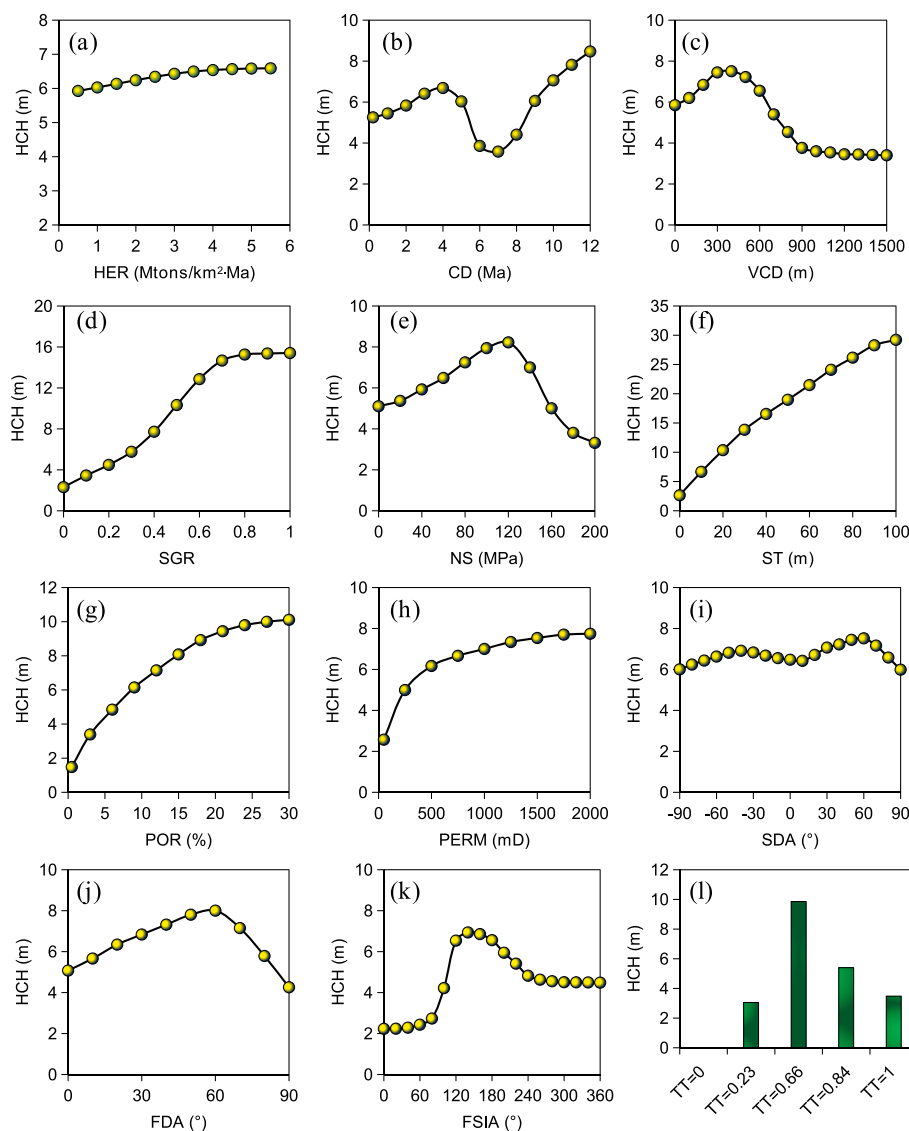 (a)
8
7
6
5
4
3
2
HCH (m)
0 1 2 3 4 5 6
HER (Mtons/km²·Ma)
(b)
10
8
6
4
2
0
HCH (m)
0 2 4 6 8 10 12
CD (Ma)
(c)
10
8
6
4
2
0
HCH (m)
0 300 600 900 1200 1500
VCD (m)
(d)
20
16
12
8
4
0
HCH (m)
0 0.2 0.4 0.6 0.8 1
SGR
(e)
10
8
6
4
2
0
HCH (m)
0 40 80 120 160 200
NS (MPa)
(f)
35
30
25
20
15
10
5
0
HCH (m)
0 20 40 60 80 100
ST (m)
(g)
12
10
8
6
4
2
0
HCH (m)
0 5 10 15 20 25 30
POR (%)
(h)
10
8
6
4
2
0
HCH (m)
0 500 1000 1500 2000
PERM (mD)
(i)
10
8
6
4
2
0
HCH (m)
-90 -60 -30 0 30 60 90
SDA (°)
(j)
10
8
6
4
2
0
HCH (m)
0 30 60 90
FDA (°)
(k)
10
8
6
4
2
0
HCH (m)
0 60 120 180 240 300 360
FSIA (°)
(l)
12
10
8
6
4
2
0
HCH (m)
TT=0 TT=0.23 TT=0.66 TT=0.84 TT=1